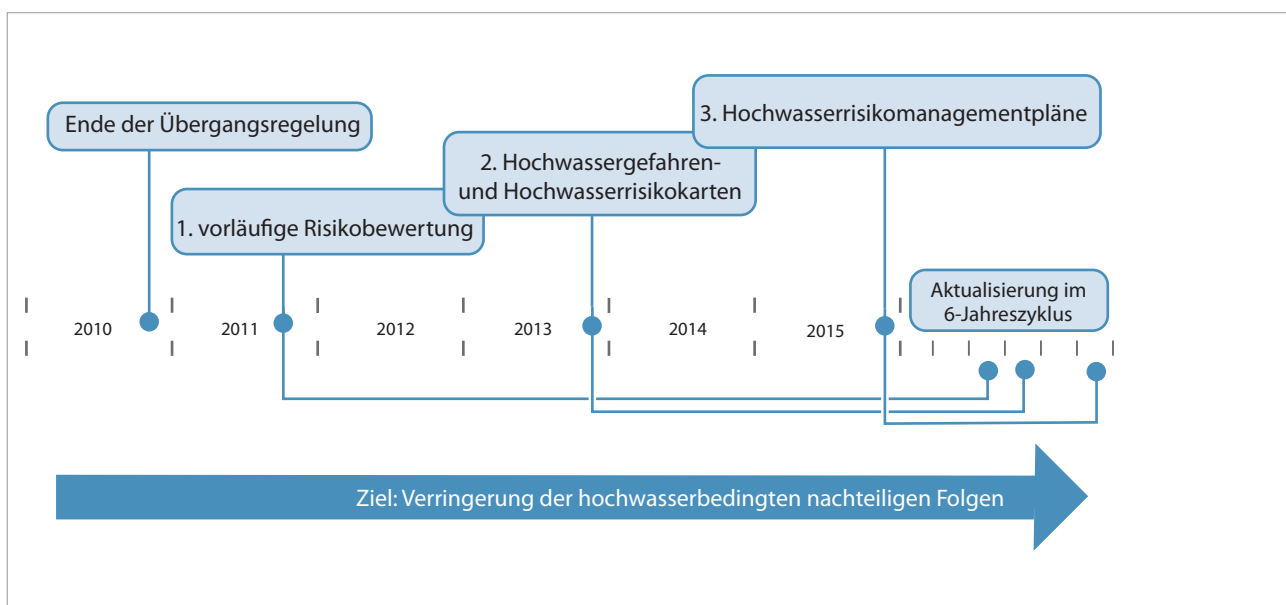 3. Hochwasserrisikomanagementpläne
Ende der Übergangsregelung
2. Hochwassergefahren-
und Hochwasserrisikokarten
1. vorläufige Risikobewertung
Aktualisierung im
6-Jahreszyklus
2010
2011
2012
2013
2014
2015
Ziel: Verringerung der hochwasserbedingten nachteiligen Folgen